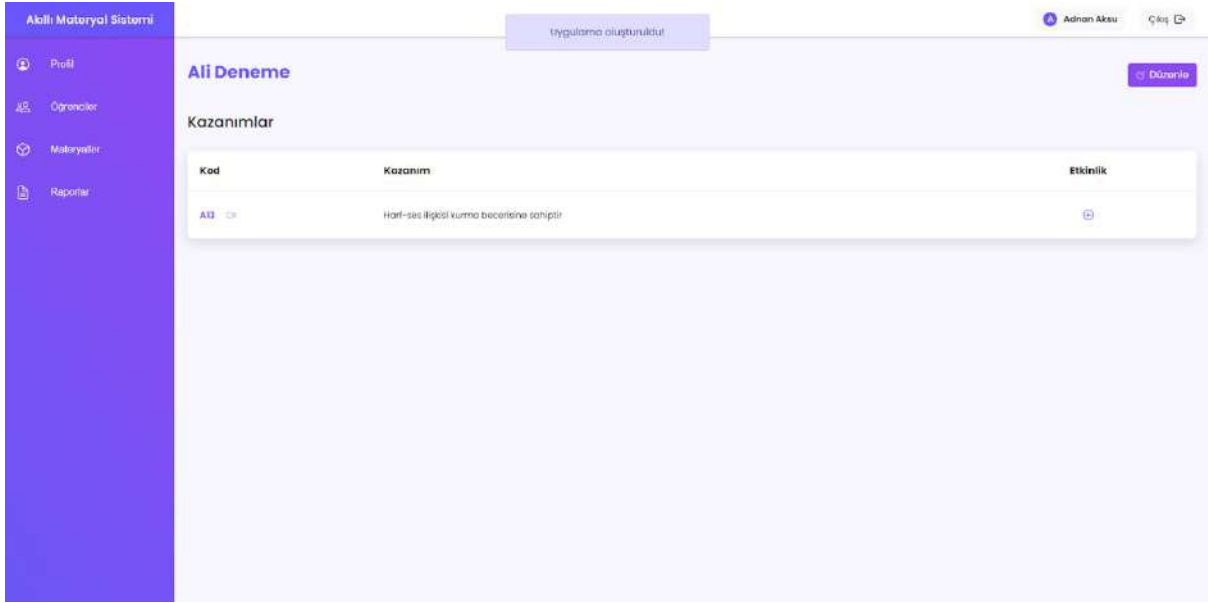 Akıllı Materyal Sistemi
Uygulama oluşturuldu!
A Adnan Aksu
Çıkış
Profil
Öğrenciler
Materyaller
Raporlar
Ali Deneme
Düzenle
Kazanımlar
Kod Kazanım Etkinlik
A13 Harf-ses ilişkisi kurma becerisine sahiptir